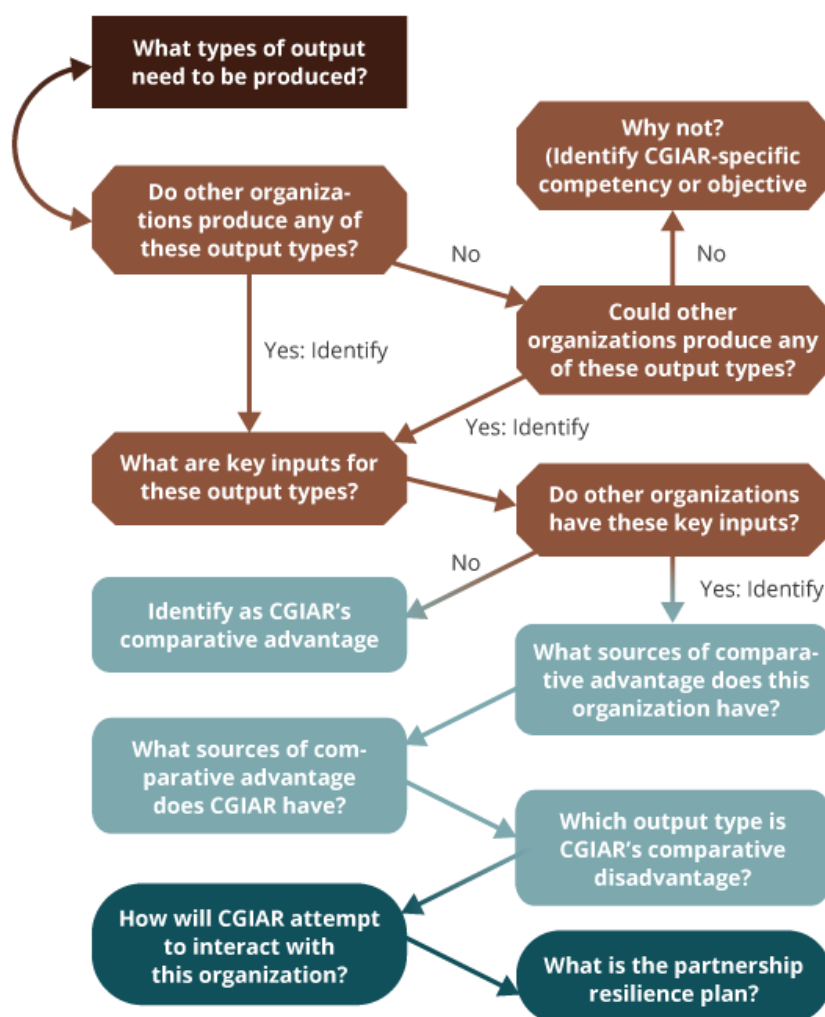 What types of output
need to be produced?
Why not?
(Identify CGIAR-specific
competency or objective
Do other organiza-
tions produce any of
these output types?
No
No
Could other
organizations produce any
of these output types?
Yes: Identify
Yes: Identify
What are key inputs for
these output types?
Do other organizations
have these key inputs?
No
Yes: Identify
Identify as CGIAR's
comparative advantage
What sources of compara-
tive advantage does this
organization have?
What sources of com-
parative advantage
does CGIAR have?
Which output type is
CGIAR's comparative
disadvantage?
How will CGIAR attempt
to interact with
this organization?
What is the partnership
resilience plan?